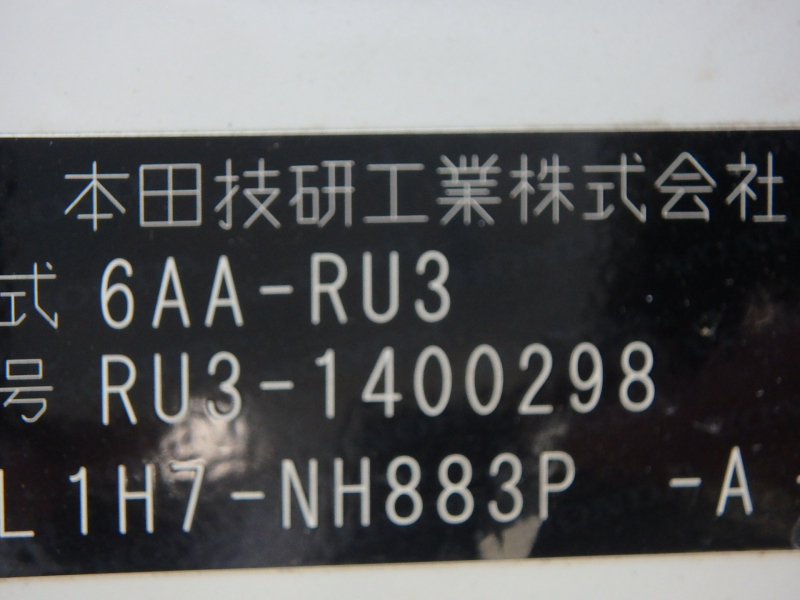 本田技研工業株式会社
式 6AA-RU3
号 RU3-1400298
L1H7-NH883P -A